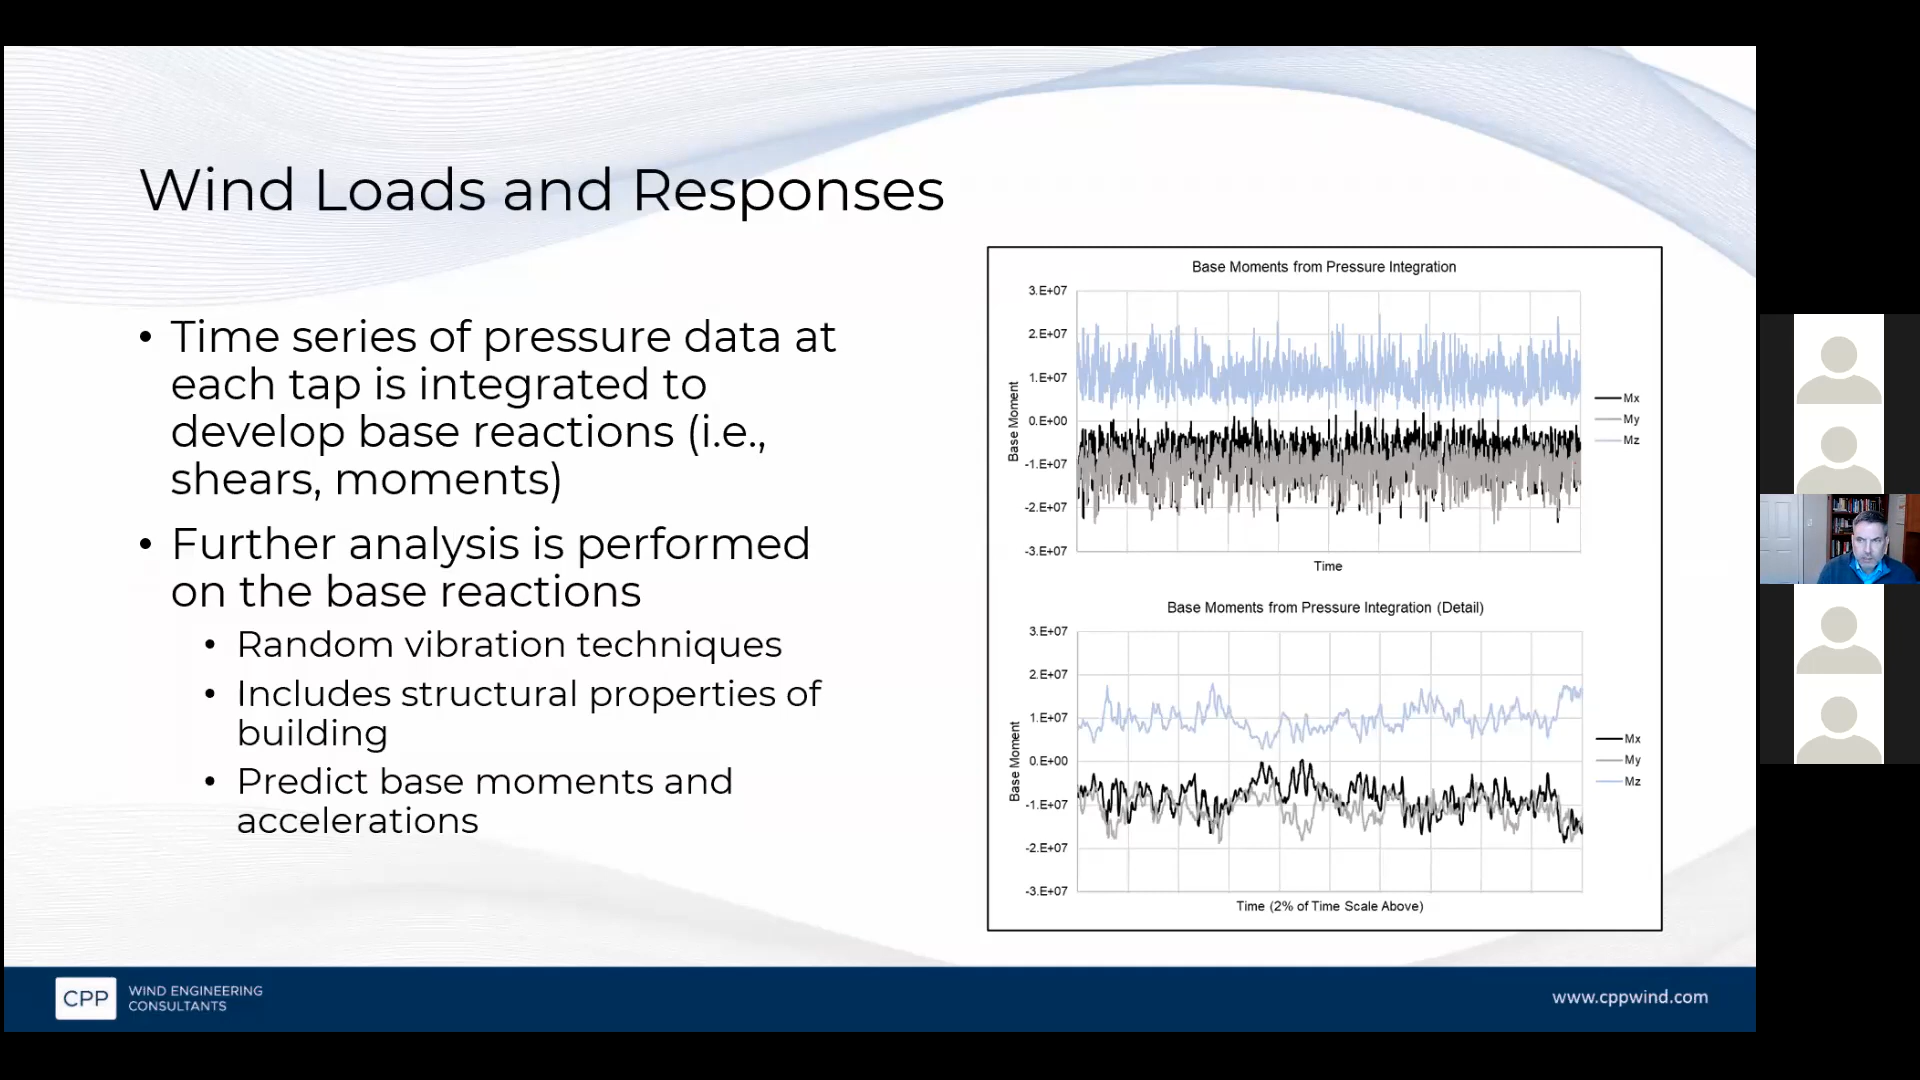 Wind Loads and Responses
• Time series of pressure data at
each tap is integrated to
develop base reactions (i.e.,
shears, moments)
• Further analysis is performed
on the base reactions
• Random vibration techniques
• Includes structural properties of
building
• Predict base moments and
accelerations
Base Moments from Pressure Integration
3.E+07
2.E+07
1.E+07
0.E+00
-1.E+07
-2.E+07
-3.E+07
Base Moment
Time
Mx
My
Mz
Base Moments from Pressure Integration (Detail)
3.E+07
2.E+07
1.E+07
0.E+00
-1.E+07
-2.E+07
-3.E+07
Base Moment
Time (2% of Time Scale Above)
Mx
My
Mz
CPP
WIND ENGINEERING
CONSULTANTS
www.cppwind.com